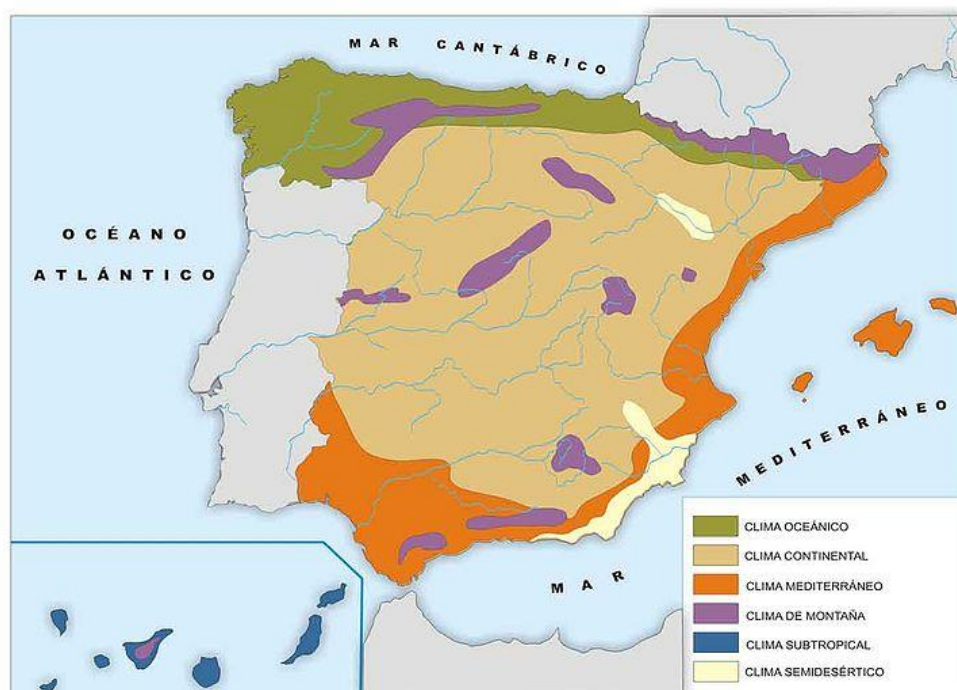 MAR CANTÁBRICO
OCÉANO
ATLÁNTICO
MEDITERRÁNEO
MAR
CLIMA OCEÁNICO
CLIMA CONTINENTAL
CLIMA MEDITERRÁNEO
CLIMA DE MONTAÑA
CLIMA SUBTROPICAL
CLIMA SEMIDESÉRTICO